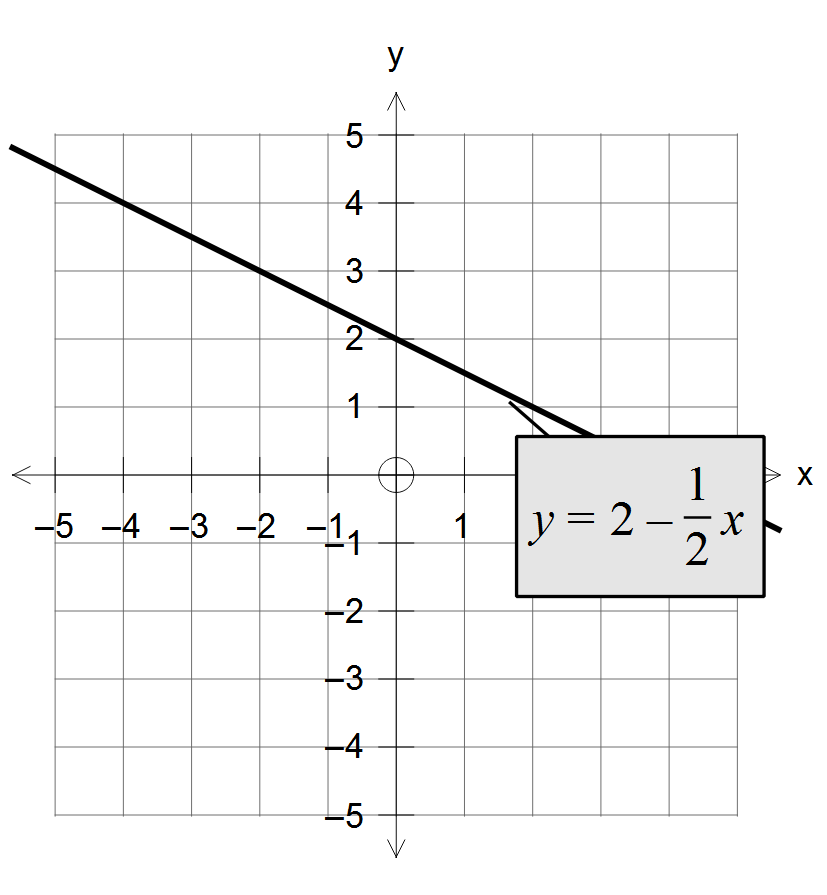 y
5
4
3
2
1
x
–5 –4 –3 –2 –1 1
y = 2 – 1/2 x
–1
–2
–3
–4
–5